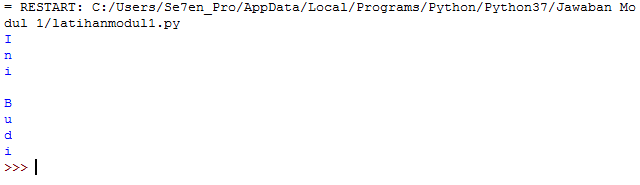 = RESTART: C:/Users/Se7en_Pro/AppData/Local/Programs/Python/Python37/Jawaban Mo
dul 1/latihanmodul1.py
I
n
i

B
u
d
i
>>>